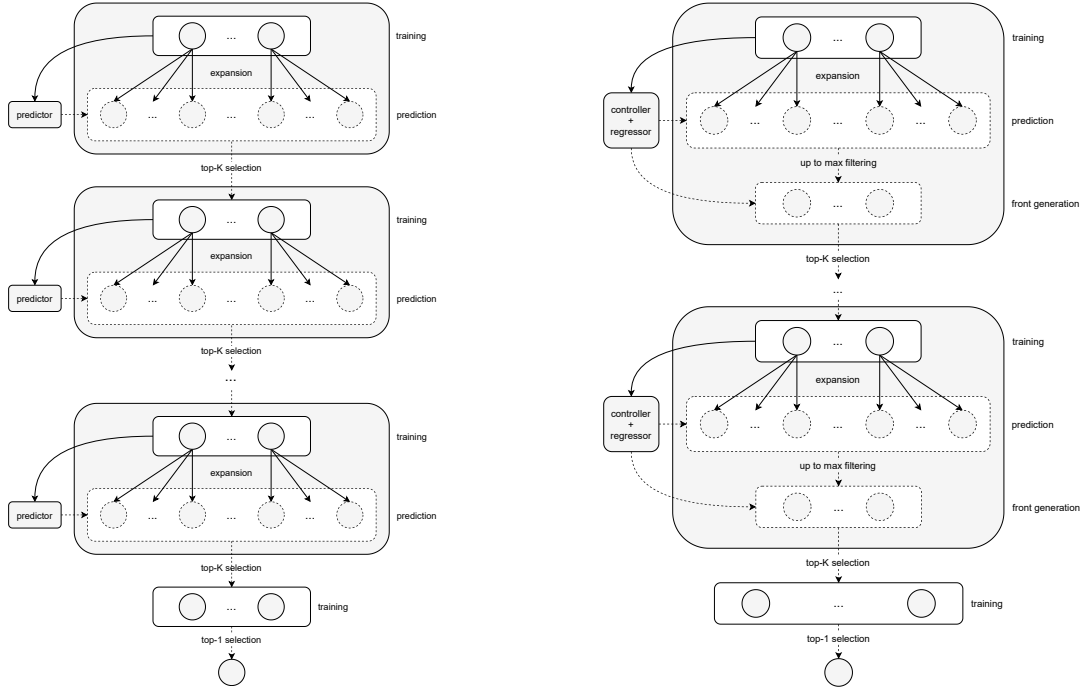 ...
training
expansion
predictor
...
...
...
prediction
top-K selection
...
training
expansion
predictor
...
...
...
prediction
top-K selection
...
...
training
expansion
predictor
...
...
...
prediction
top-K selection
...
training
top-1 selection
...
training
expansion
controller
+
regressor
...
...
...
prediction
up to max filtering
...
front generation
top-K selection
...
...
training
expansion
controller
+
regressor
...
...
...
prediction
up to max filtering
...
front generation
top-K selection
...
training
top-1 selection